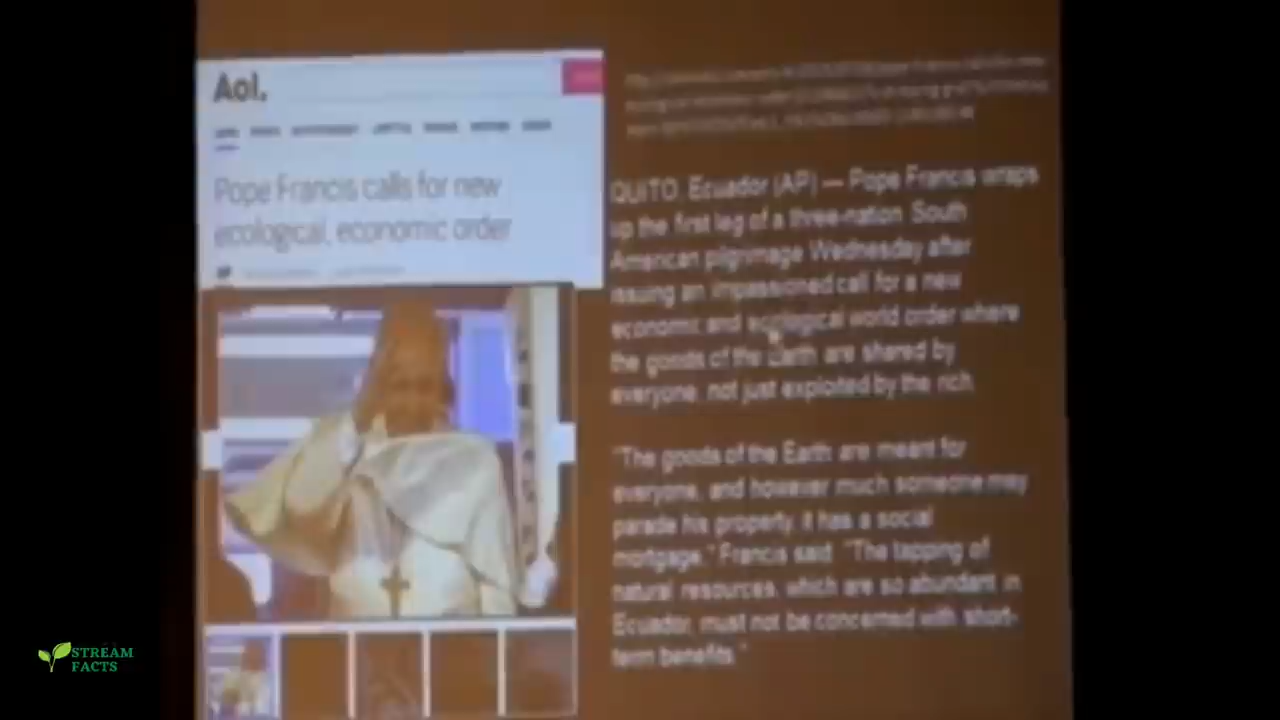 Aol.
Pope Francis calls for new
ecological, economic order
QUITO, Ecuador (AP) — Pope Francis wraps
up the first leg of a three-nation South
American pilgrimage Wednesday after
issuing an impassioned call for a new
economic and ecological world order where
the goods of the Earth are shared by
everyone, not just exploited by the rich.
"The goods of the Earth are meant for
everyone, and however much someone may
parade his property, it has a social
mortgage," Francis said. "The tapping of
natural resources, which are so abundant in
Ecuador, must not be concerned with short-
term benefits."
STREAM
FACTS